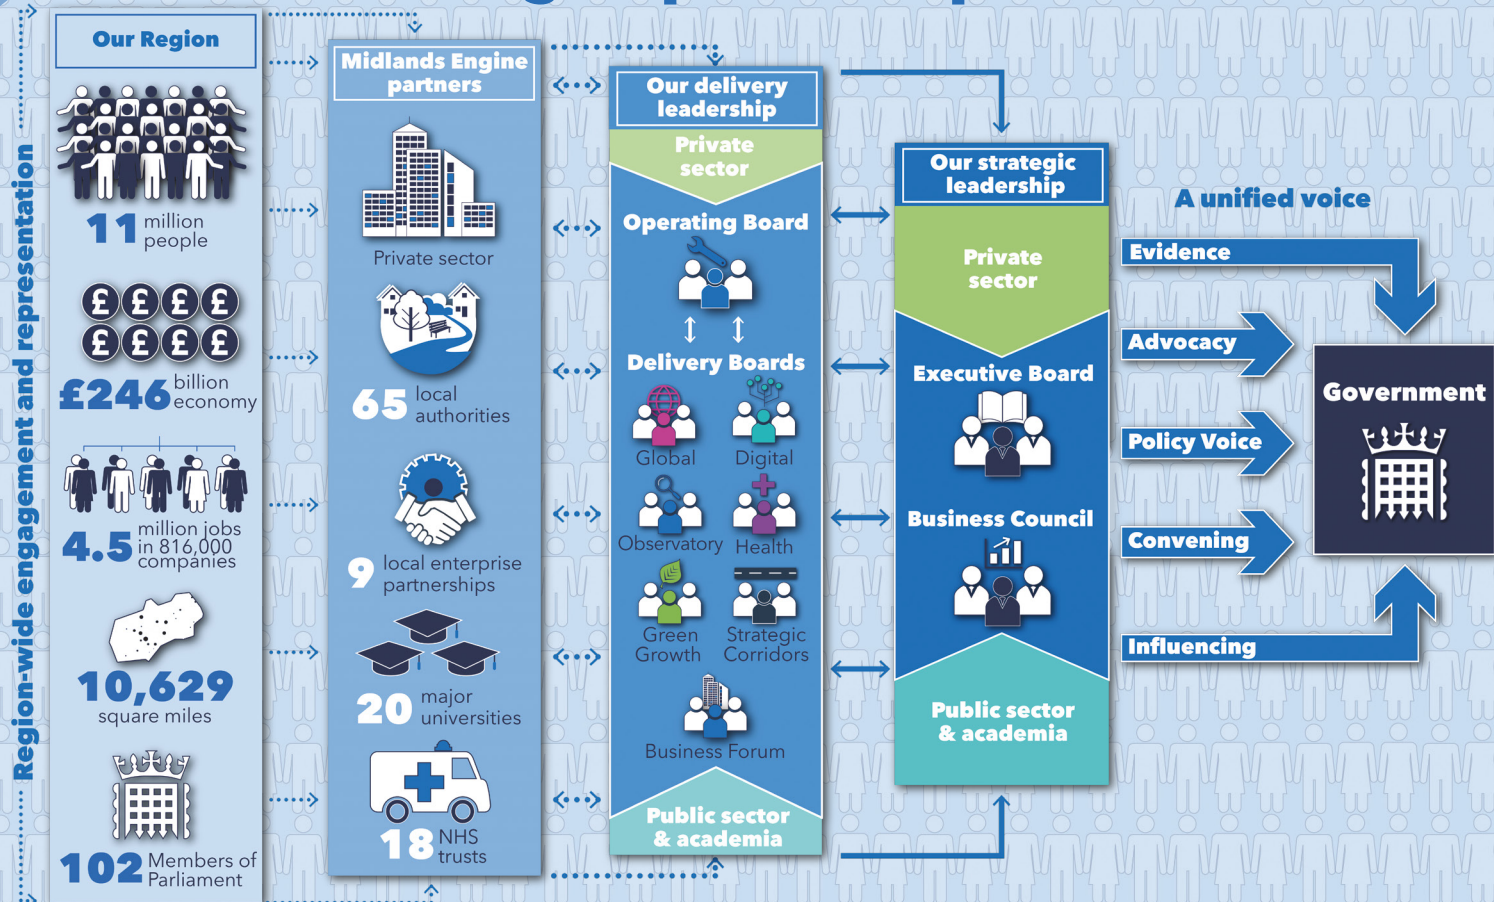 Region-wide engagement and representation
Our Region
11 million
people
£246 billion
economy
4.5 million jobs
in 816,000
companies
10,629
square miles
102 Members of
Parliament
Midlands Engine
partners
Private sector
65 local
authorities
9 local enterprise
partnerships
20 major
universities
18 NHS
trusts
Our delivery
leadership
Private
sector
Operating Board
Delivery Boards
Global
Digital
Observatory
Health
Green
Growth
Strategic
Corridors
Business Forum
Public sector
& academia
Our strategic
leadership
Private
sector
Executive Board
Business Council
Public sector
& academia
A unified voice
Evidence
Advocacy
Policy Voice
Convening
Influencing
Government